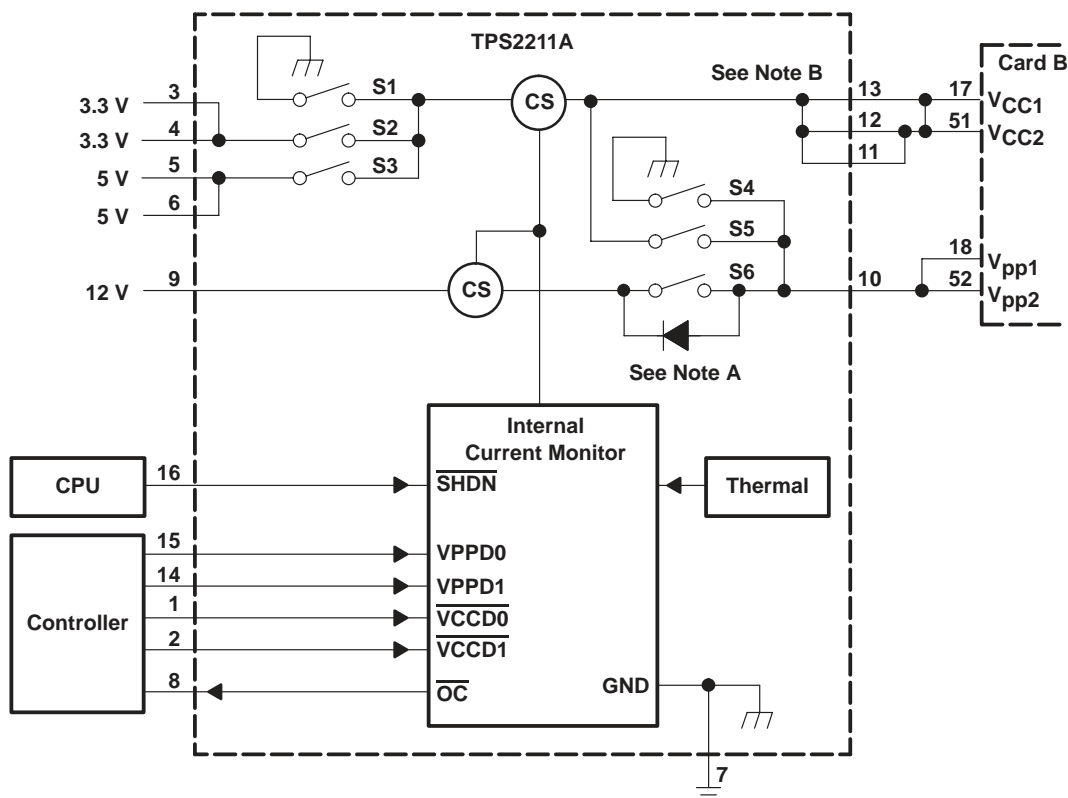 TPS2211A
Card B
See Note B
3
S1
CS
13
17
VCC1
3.3 V
4
S2
12
51
VCC2
3.3 V
5
S3
11
5 V
6
S4
5 V
S5
18
Vpp1
9
S6
10
52
Vpp2
12 V
CS
See Note A
Internal
Current Monitor
CPU
16
SHDN
Thermal
15
VPPD0
14
VPPD1
Controller
1
VCCD0
2
VCCD1
8
OC
GND
7